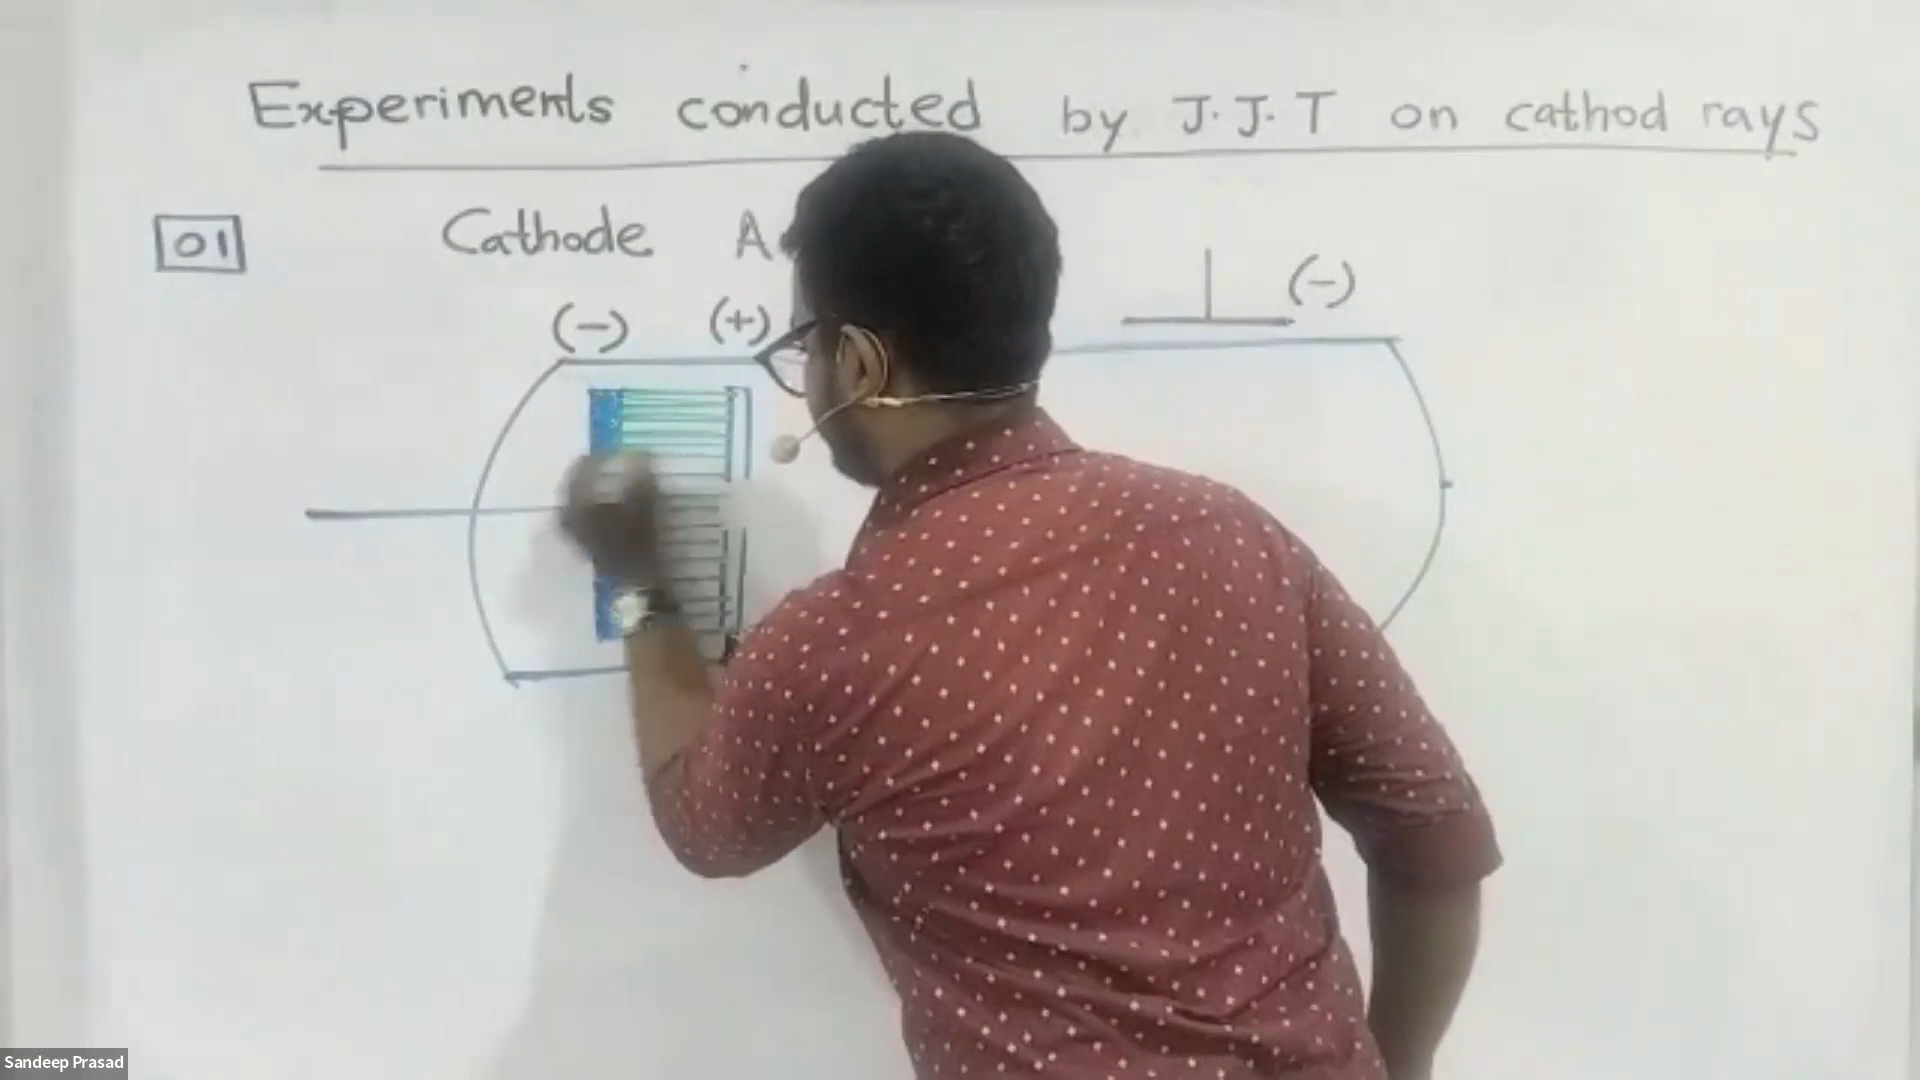 Experiments conducted by J.J.T on cathod rays
01
Cathode A
(-) (+) (-)
Sandeep Prasad